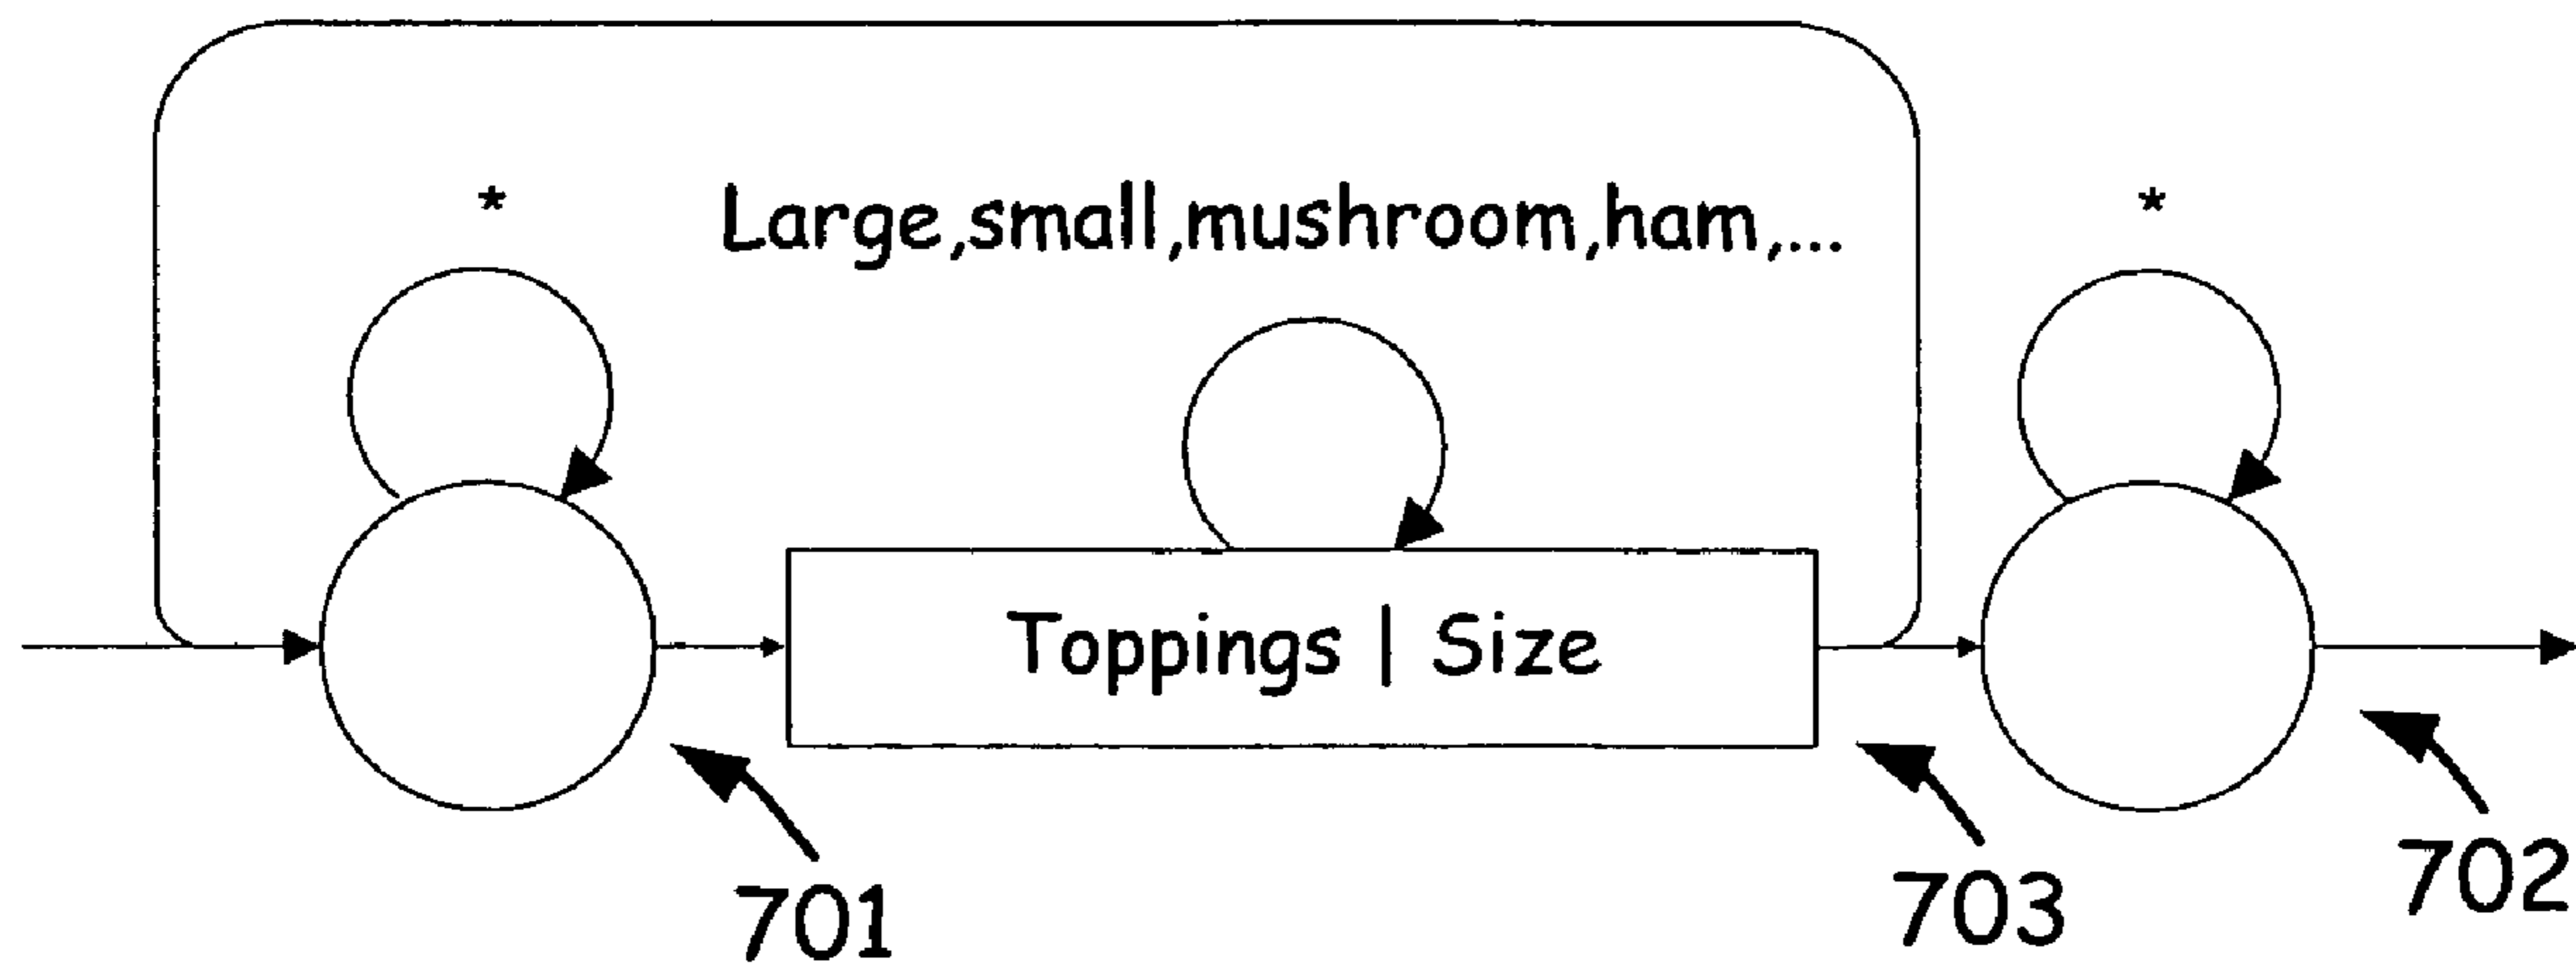 *
Large,small,mushroom,ham,...
*
Toppings | Size
701
703
702